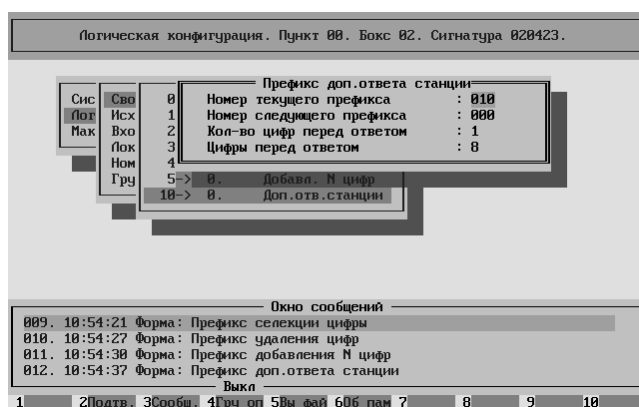 Логическая конфигурация. Пункт 00. Бокс 02. Сигнатура 020423.
Префикс доп.ответа станции
Сис Сво 0 Номер текущего префикса : 010
Лог Исх 1 Номер следующего префикса : 000
Мак Вхо 2 Кол-во цифр перед ответом : 1
Лок 3 Цифры перед ответом : 8
Ном 4
Гру 5-> 0. Добавл. N цифр
10-> 0. Доп.отв.станции
Окно сообщений
009. 10:54:21 Форма: Префикс селекции цифры
010. 10:54:27 Форма: Префикс удаления цифр
011. 10:54:30 Форма: Префикс добавления N цифр
012. 10:54:37 Форма: Префикс доп.ответа станции
Выкл
1 2Подтв. 3Сообщ. 4Груч оп 5Вы фай 6Об пам 7 8 9 10